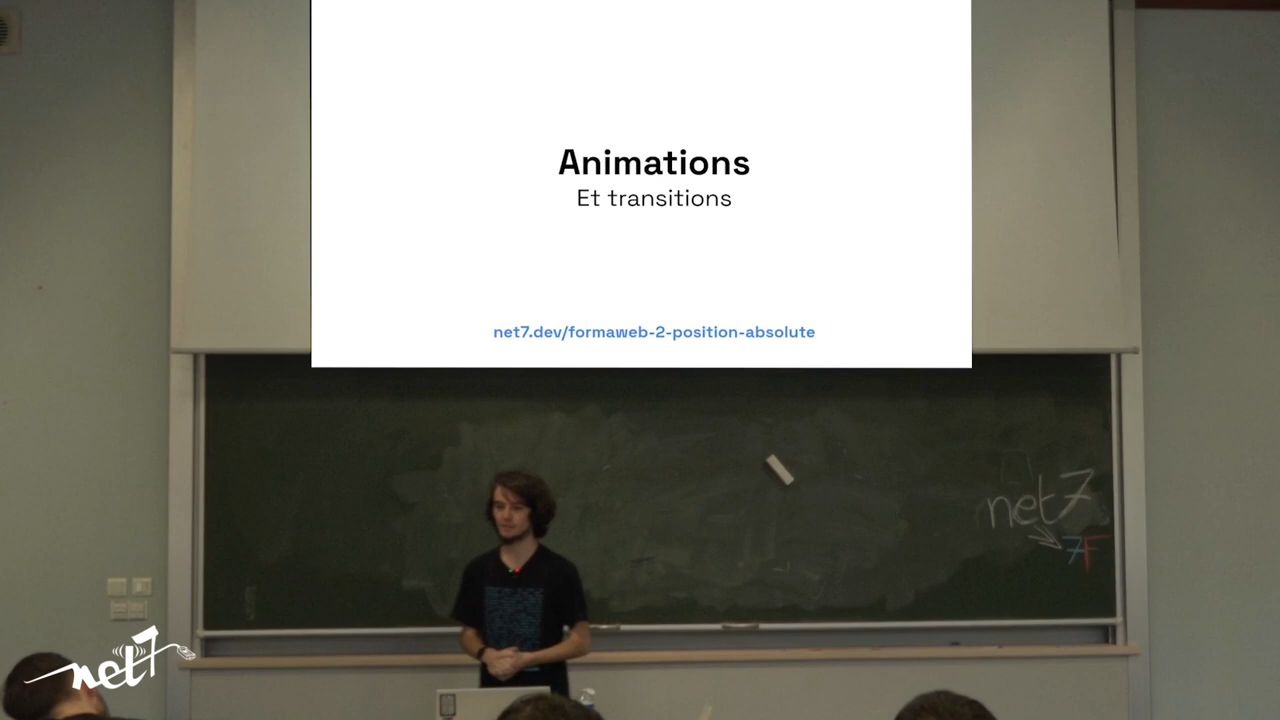 Animations
Et transitions
net7.dev/formaweb-2-position-absolute
net7
7F
net7